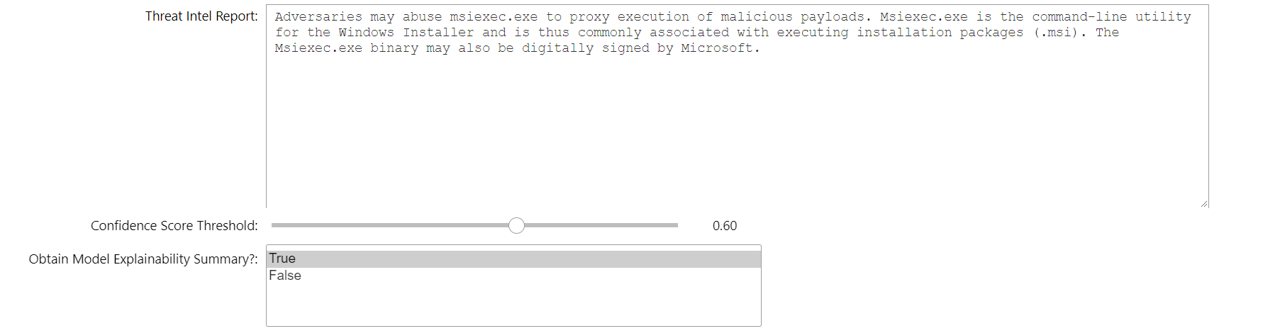 Threat Intel Report: Adversaries may abuse msiexec.exe to proxy execution of malicious payloads. Msiexec.exe is the command-line utility
for the Windows Installer and is thus commonly associated with executing installation packages (.msi). The
Msiexec.exe binary may also be digitally signed by Microsoft.
Confidence Score Threshold: 0.60
Obtain Model Explainability Summary?: True
False